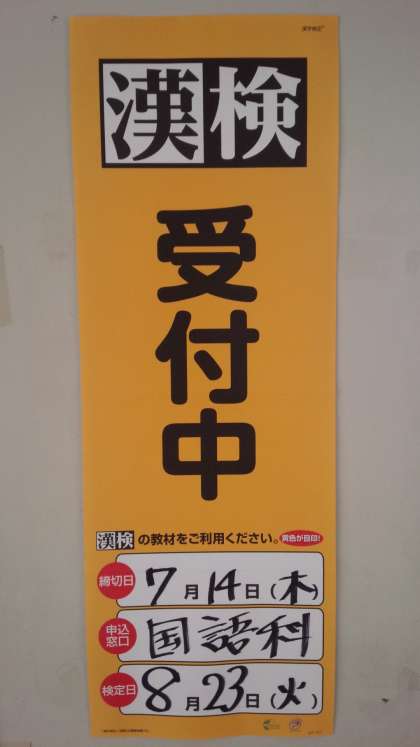 漢検
受付中
漢検の教材をご利用ください。黄色が目印!
締切日 7月14日(木)
申込窓口 国語科
検定日 8月23日(火)